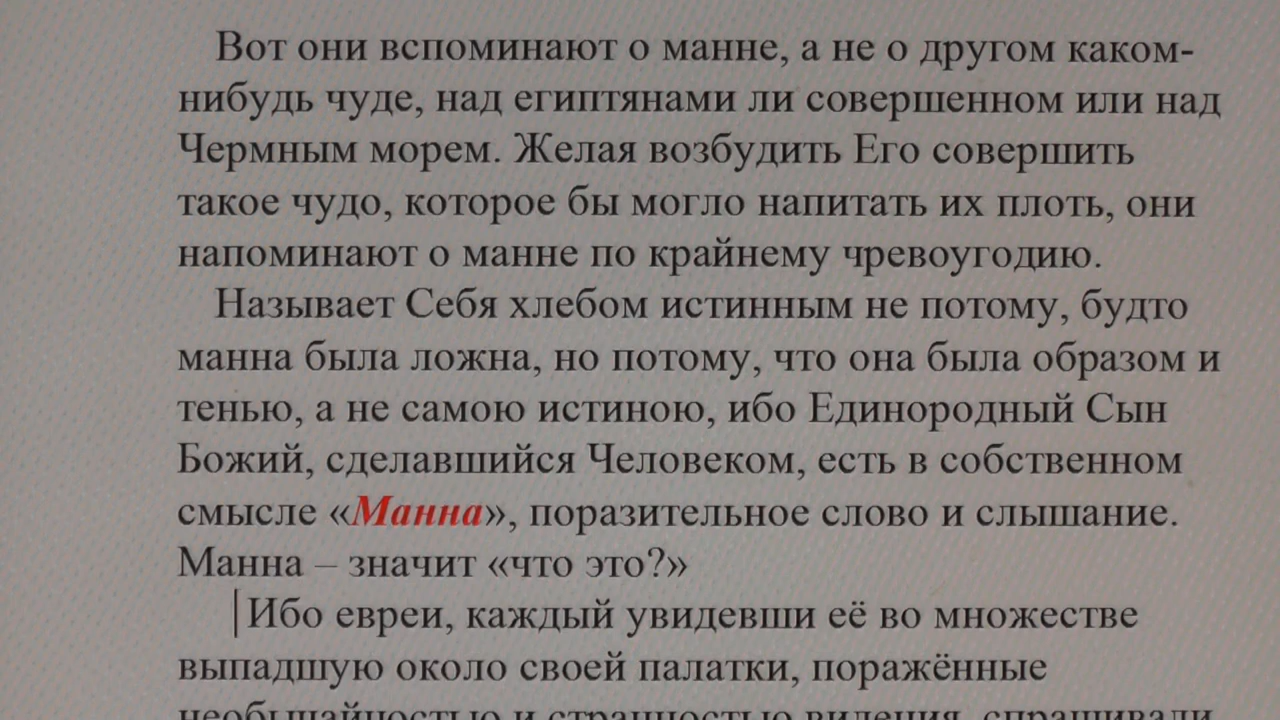 Вот они вспоминают о манне, а не о другом каком-
нибудь чуде, над египтянами ли совершенном или над
Чермным морем. Желая возбудить Его совершить
такое чудо, которое бы могло напитать их плоть, они
напоминают о манне по крайнему чревоугодию.
Называет Себя хлебом истинным не потому, будто
манна была ложна, но потому, что она была образом и
тенью, а не самою истиною, ибо Единородный Сын
Божий, сделавшийся Человеком, есть в собственном
смысле «Манна», поразительное слово и слышание.
Манна – значит «что это?»
Ибо евреи, каждый увидевши её во множестве
выпадшую около своей палатки, поражённые
необычайностью и странностью видения, спрашивали